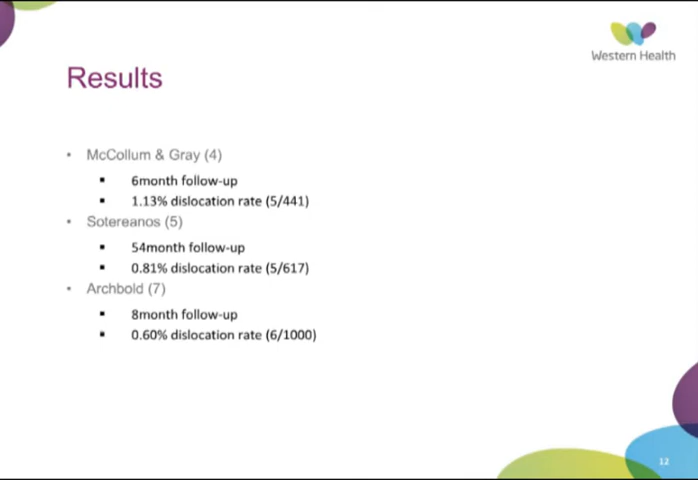 Western Health
Results
• McCollum & Gray (4)
▪ 6month follow-up
▪ 1.13% dislocation rate (5/441)
• Sotereanos (5)
▪ 54month follow-up
▪ 0.81% dislocation rate (5/617)
• Archbold (7)
▪ 8month follow-up
▪ 0.60% dislocation rate (6/1000)
12